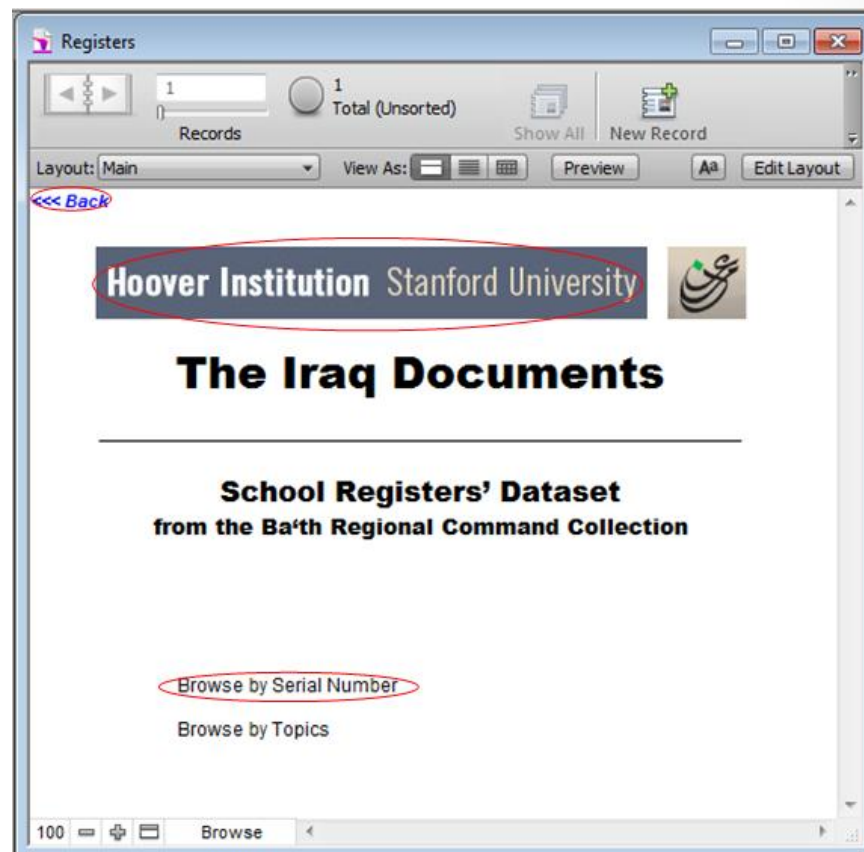 Registers
1
1
Total (Unsorted)
Records
Show All
New Record
Layout: Main
View As:
Preview
Aa
Edit Layout
<<< Back
Hoover Institution Stanford University
The Iraq Documents
School Registers’ Dataset
from the Ba‘th Regional Command Collection
Browse by Serial Number
Browse by Topics
100
Browse